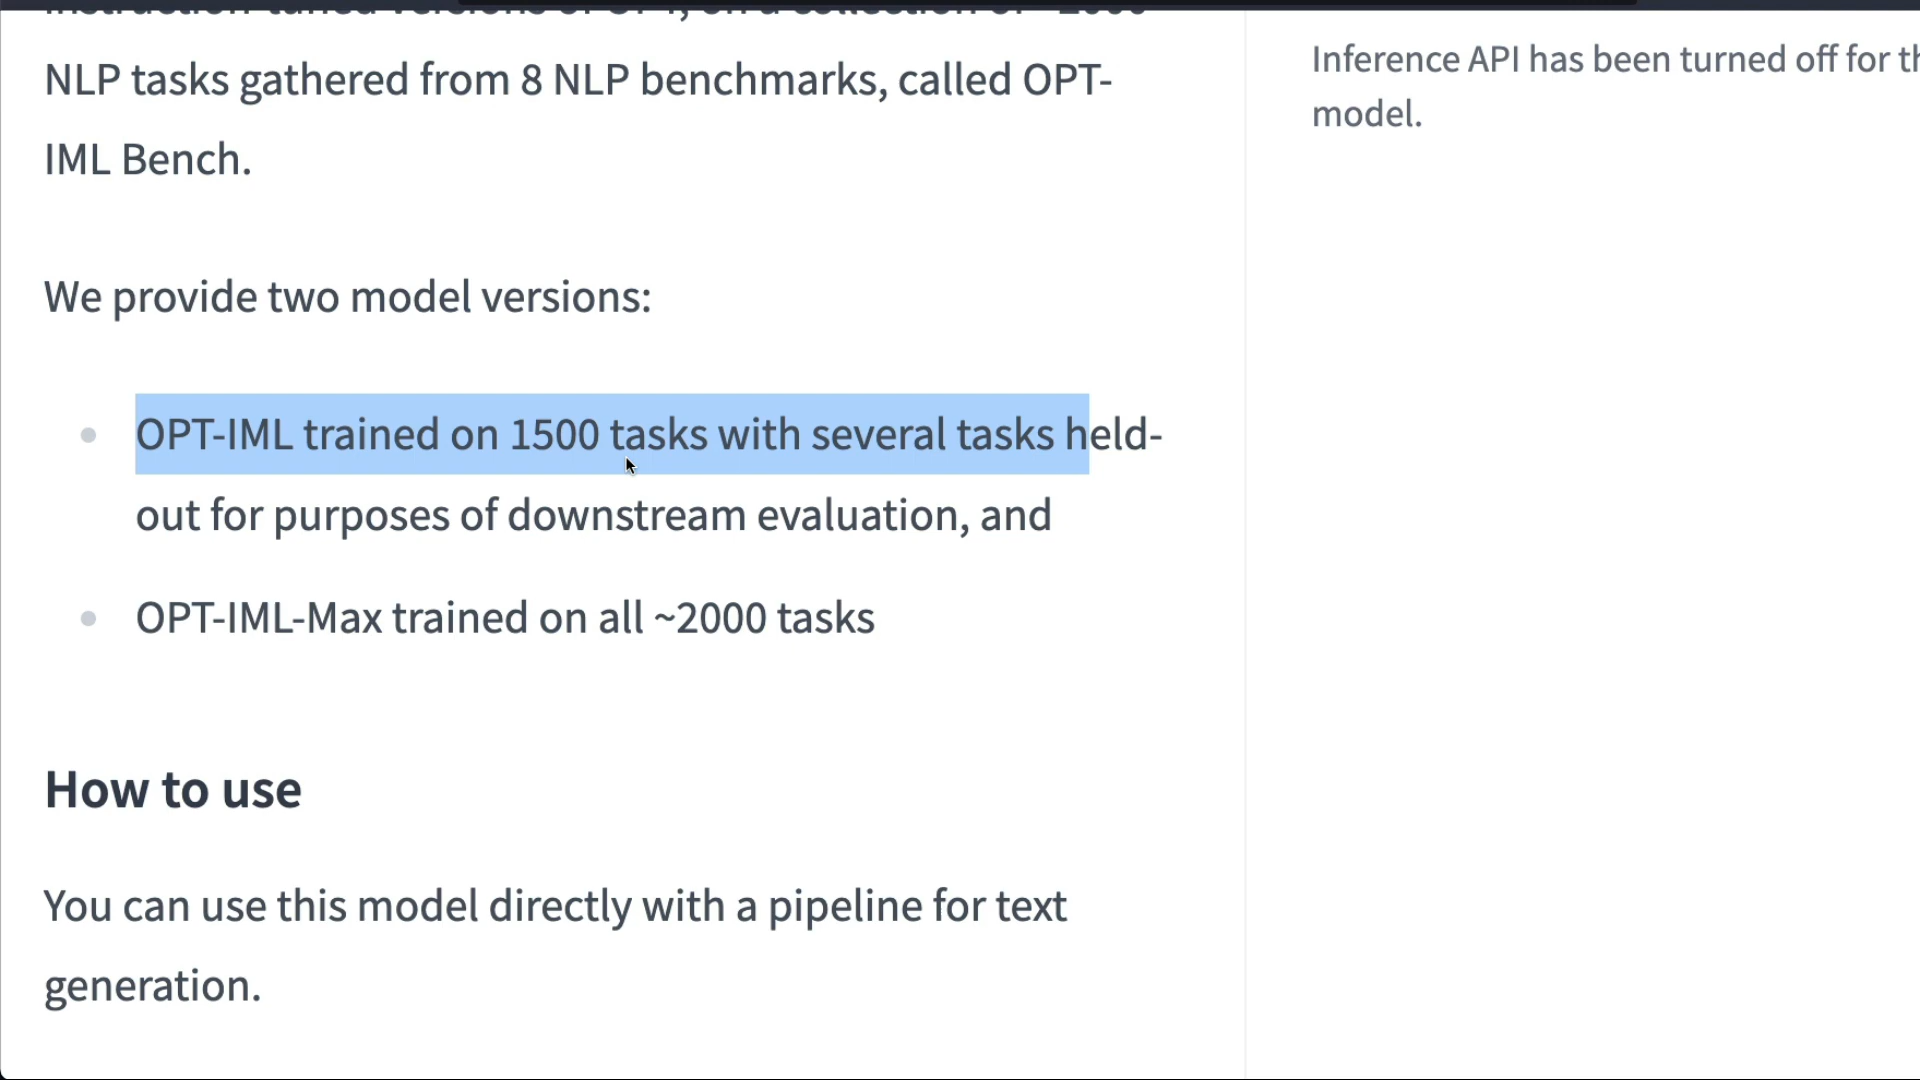 NLP tasks gathered from 8 NLP benchmarks, called OPT-
IML Bench.
We provide two model versions:
OPT-IML trained on 1500 tasks with several tasks held-
out for purposes of downstream evaluation, and
OPT-IML-Max trained on all ~2000 tasks
How to use
You can use this model directly with a pipeline for text
generation.
Inference API has been turned off for
model.